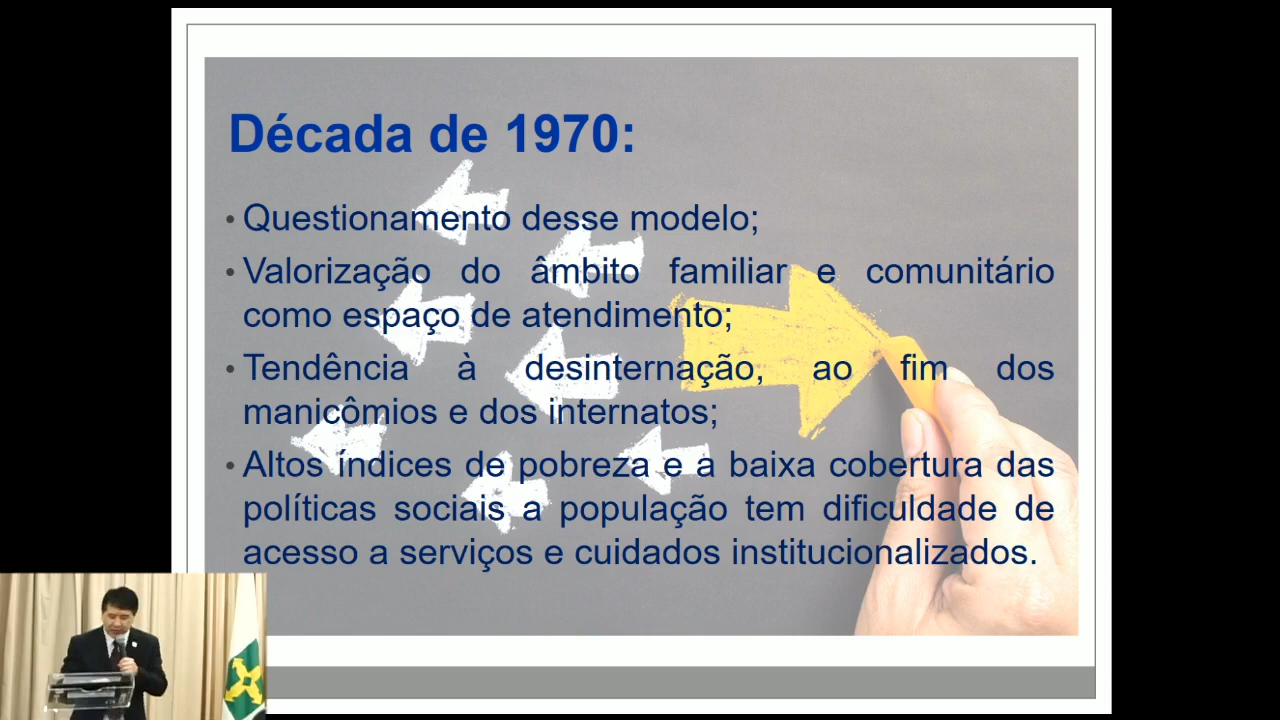 Década de 1970:
• Questionamento desse modelo;
• Valorização do âmbito familiar e comunitário
como espaço de atendimento;
• Tendência à desinternação, ao fim dos
manicômios e dos internatos;
• Altos índices de pobreza e a baixa cobertura das
políticas sociais a população tem dificuldade de
acesso a serviços e cuidados institucionalizados.